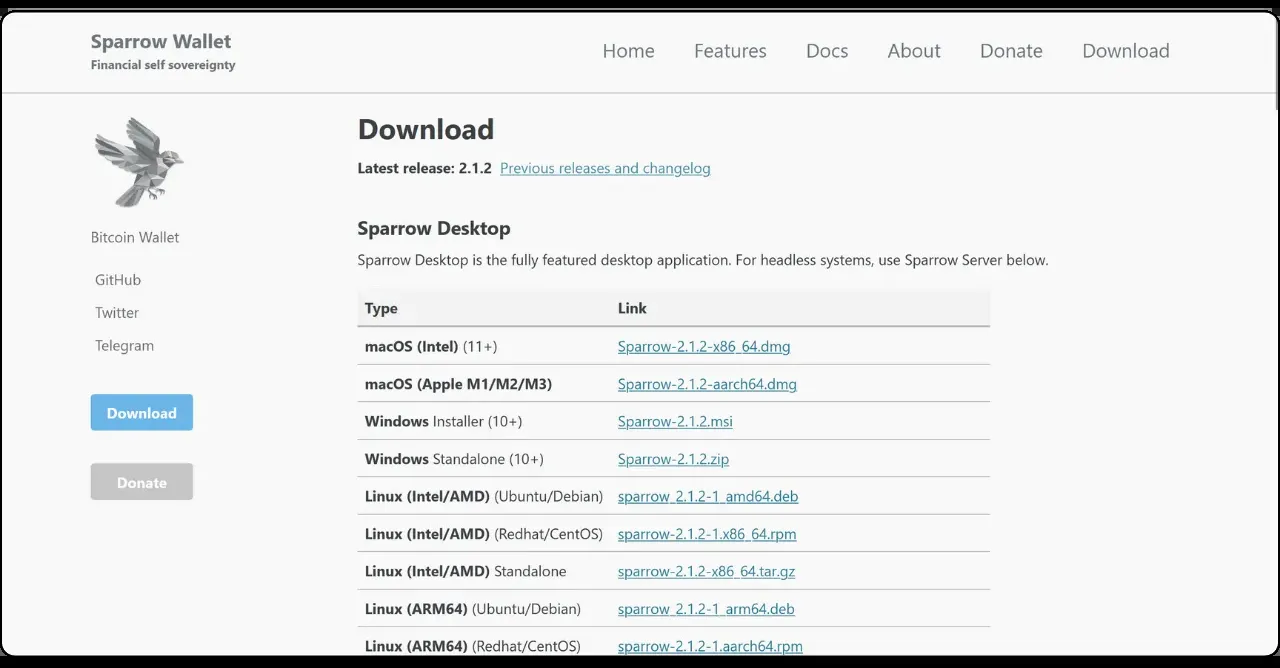 Sparrow Wallet
Financial self sovereignty
Home Features Docs About Donate Download
Bitcoin Wallet
GitHub
Twitter
Telegram
Download
Donate
Download
Latest release: 2.1.2 Previous releases and changelog
Sparrow Desktop
Sparrow Desktop is the fully featured desktop application. For headless systems, use Sparrow Server below.
Type Link
macOS (Intel) (11+) Sparrow-2.1.2-x86_64.dmg
macOS (Apple M1/M2/M3) Sparrow-2.1.2-aarch64.dmg
Windows Installer (10+) Sparrow-2.1.2.msi
Windows Standalone (10+) Sparrow-2.1.2.zip
Linux (Intel/AMD) (Ubuntu/Debian) sparrow_2.1.2-1_amd64.deb
Linux (Intel/AMD) (Redhat/CentOS) sparrow-2.1.2-1.x86_64.rpm
Linux (Intel/AMD) Standalone sparrow-2.1.2-x86_64.tar.gz
Linux (ARM64) (Ubuntu/Debian) sparrow_2.1.2-1_arm64.deb
Linux (ARM64) (Redhat/CentOS) sparrow-2.1.2-1.aarch64.rpm